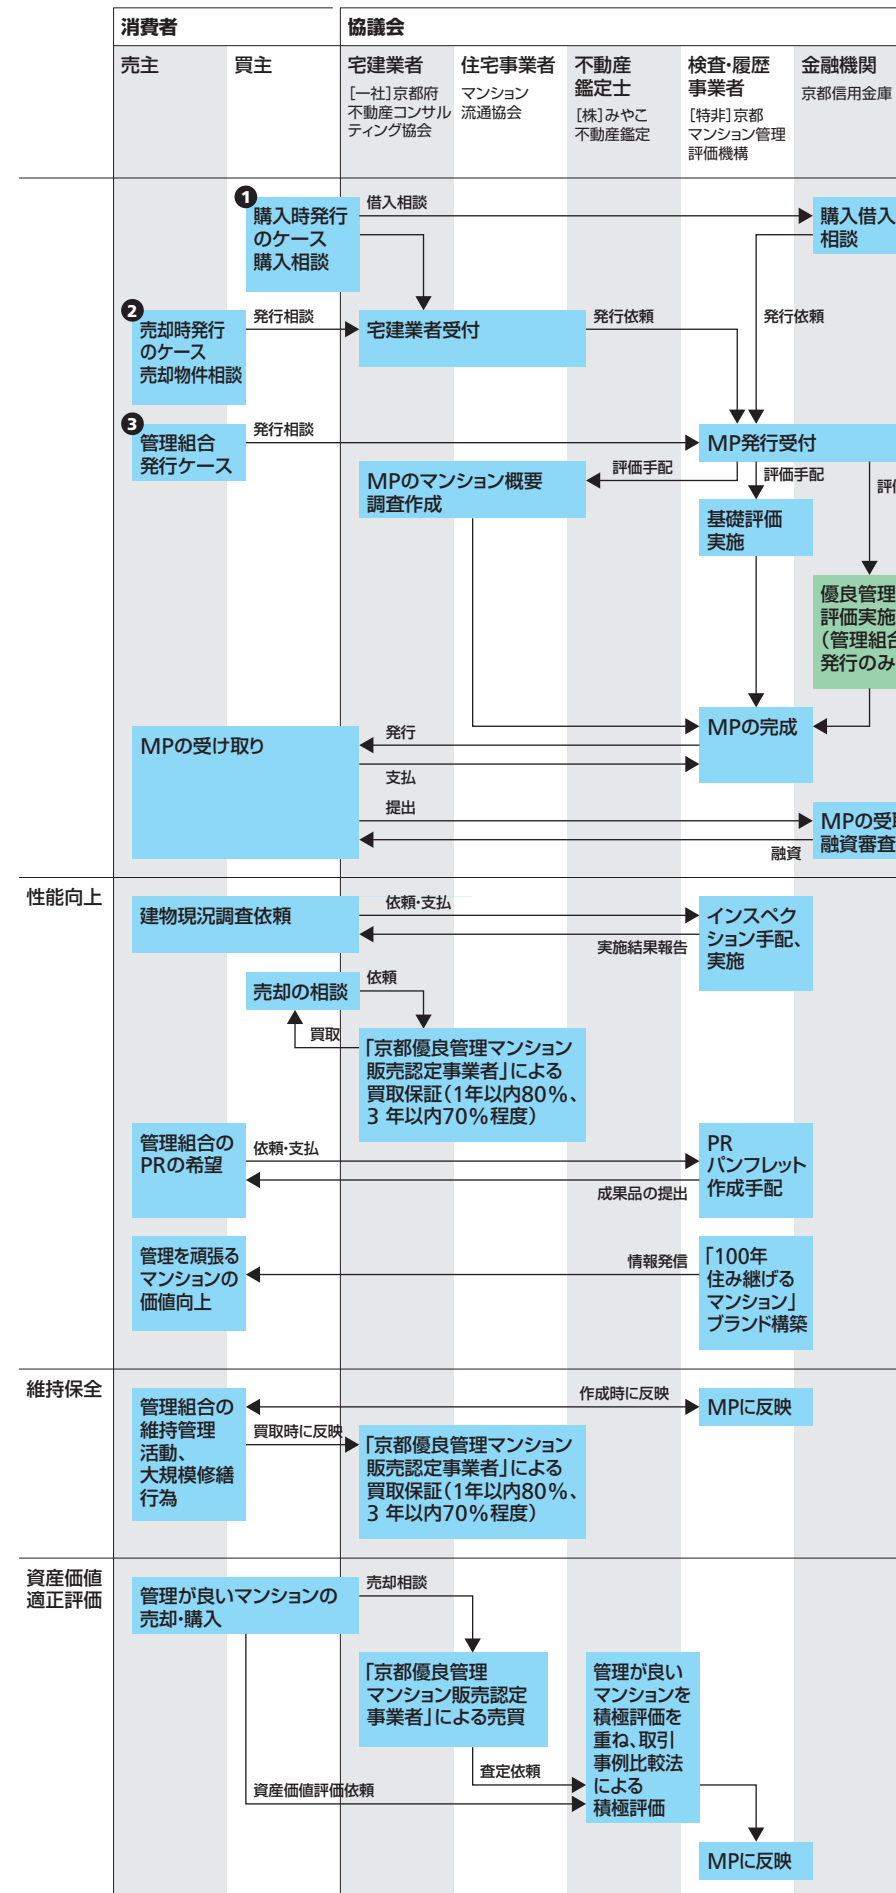 消費者
協議会
売主
買主
宅建業者
[一社]京都府
不動産コンサル
ティング協会
住宅事業者
マンション
流通協会
不動産
鑑定士
[株]みやこ
不動産鑑定
検査・履歴
事業者
[特非]京都
マンション管理
評価機構
金融機関
京都信用金庫
❶
購入時発行
のケース
購入相談
借入相談
購入借入
相談
❷
売却時発行
のケース
売却物件相談
発行相談
宅建業者受付
発行依頼
発行依頼
❸
管理組合
発行ケース
発行相談
MP発行受付
MPのマンション概要
調査作成
評価手配
評価手配
基礎評価
実施
優良管理
評価実施
(管理組合
発行のみ
MPの受け取り
発行
支払
提出
融資
MPの完成
MPの受取
融資審査
性能向上
建物現況調査依頼
依頼・支払
実施結果報告
インスペク
ション手配、
実施
売却の相談
依頼
買取
「京都優良管理マンション
販売認定事業者」による
買取保証(1年以内80%、
3 年以内70%程度)
管理組合の
PRの希望
依頼・支払
成果品の提出
PR
パンフレット
作成手配
管理を頑張る
マンションの
価値向上
情報発信
「100年
住み継げる
マンション」
ブランド構築
維持保全
管理組合の
維持管理
活動、
大規模修繕
行為
作成時に反映
MPに反映
買取時に反映
「京都優良管理マンション
販売認定事業者」による
買取保証(1年以内80%、
3 年以内70%程度)
資産価値
適正評価
管理が良いマンションの
売却・購入
売却相談
「京都優良管理
マンション販売認定
事業者」による売買
査定依頼
資産価値評価依頼
管理が良い
マンションを
積極評価を
重ね、取引
事例比較法
による
積極評価
MPに反映